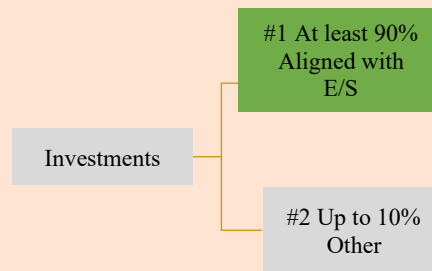 #1 At least 90%
Aligned with
E/S
Investments
#2 Up to 10%
Other